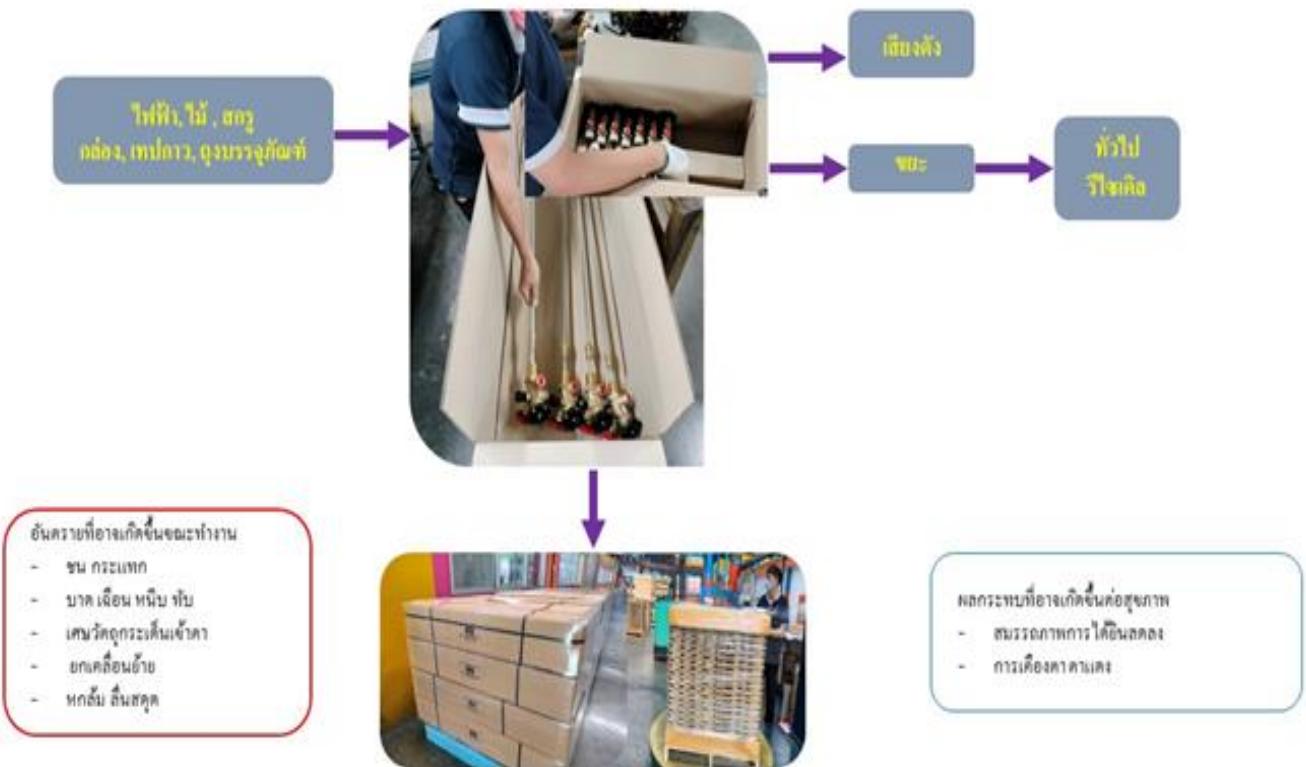 เสียงดัง
ไฟฟ้า, ไม้ , สกรู
กล่อง, เทปกาว, ถุงบรรจุภัณฑ์
ขยะ
ทั่วไป
รีไซเคิล
อันตรายที่อาจเกิดขึ้นขณะทำงาน
- ชน กระแทก
- บาด เฉือน หนีบ ทับ
- เศษวัตถุกระเด็นเข้าตา
- ยกเคลื่อนย้าย
- หกล้ม ลื่นสดุด
ผลกระทบที่อาจเกิดขึ้นต่อสุขภาพ
- สมรรถภาพการได้ยินลดลง
- การเคืองตา ตาแดง